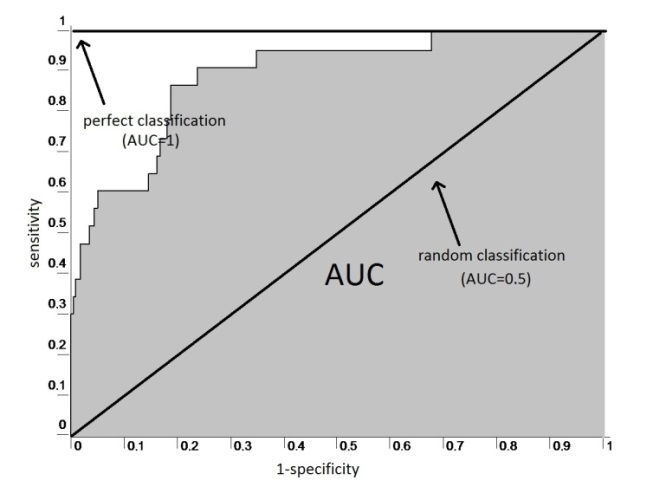 1
0.9
0.8
0.7
0.6
0.5
0.4
0.3
0.2
0.1
0
sensitivity
perfect classification
(AUC=1)
random classification
(AUC=0.5)
AUC
0 0.1 0.2 0.3 0.4 0.5 0.6 0.7 0.8 0.9 1
1-specificity